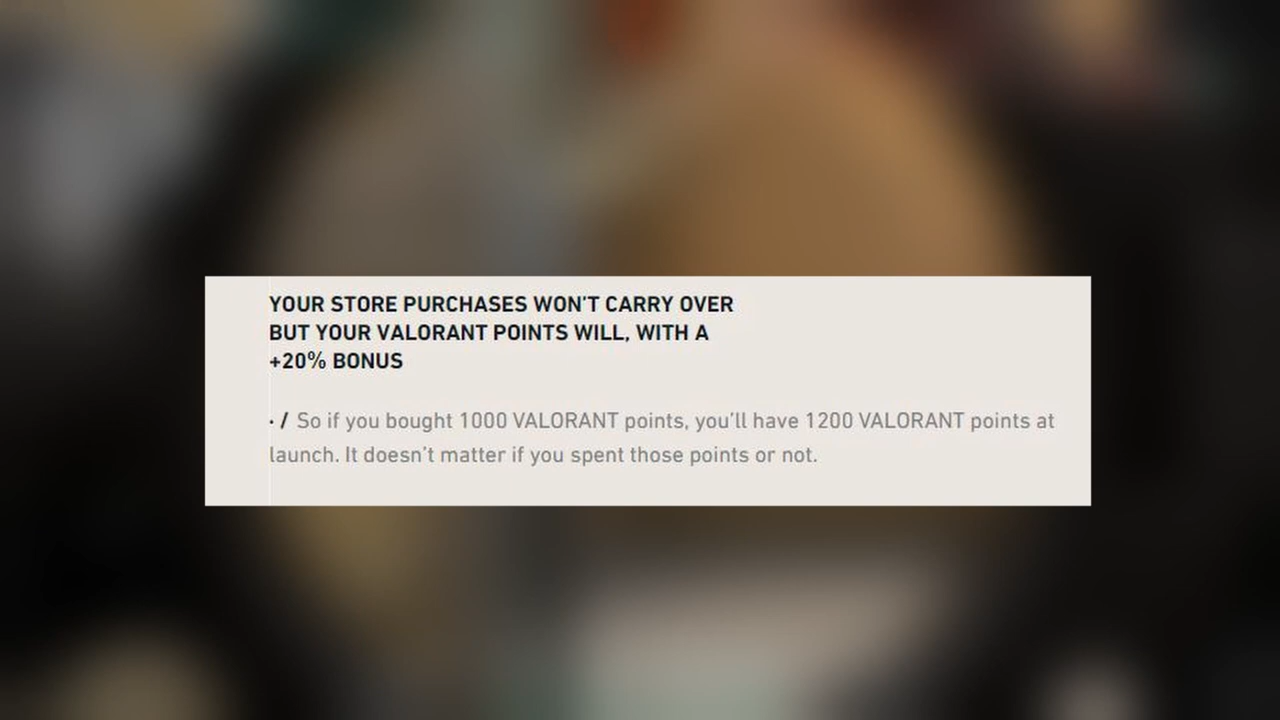 YOUR STORE PURCHASES WON'T CARRY OVER
BUT YOUR VALORANT POINTS WILL, WITH A
+20% BONUS
· / So if you bought 1000 VALORANT points, you'll have 1200 VALORANT points at
launch. It doesn't matter if you spent those points or not.